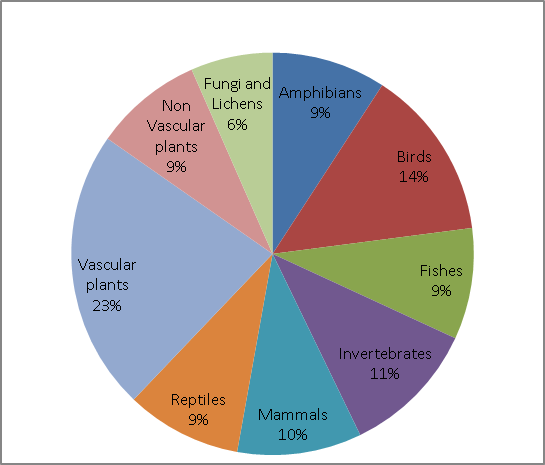 Amphibians
9%
Birds
14%
Fishes
9%
Invertebrates
11%
Mammals
10%
Reptiles
9%
Vascular
plants
23%
Non
Vascular
plants
9%
Fungi and
Lichens
6%